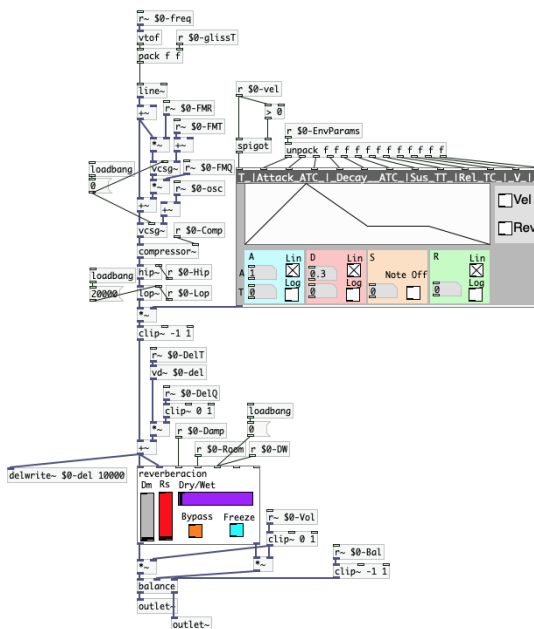 r~ $0-freq
vtof
r $0-glissT
pack f f
line~
+~
r~ $0-FMR
r~ $0-FMT
*~
+~
loadbang
0
vcsg~
r~ $0-FMQ
*~
r~ $0-osc
+~
+~
vcsg~
r $0-Comp
compressor~
loadbang
hip~
r~ $0-Hip
20000
lop~
r~ $0-Lop
*~
clip~ -1 1
r $0-vel
> 0
spigot
r $0-EnvParams
unpack f f f f f f f f f f f f f
T_|Attack_ATC_|_Decay__ATC_|Sus_TT_|Rel_TC_|_V_|
Vel
Rev
A
Lin
D
Lin
S
R
Lin
A
1
0.3
Note Off
Log
Log
Log
T
0
0
0
0
r~ $0-DelT
vd~ $0-del
r~ $0-DelQ
clip~ 0 1
*~
loadbang
0
r $0-Damp
+~
r $0-Room
r $0-DW
delwrite~ $0-del 10000
reverberacion
Dm
Rs
Dry/Wet
Bypass
Freeze
r~ $0-Vol
clip~ 0 1
*~
*~
r~ $0-Bal
clip~ -1 1
balance
outlet~
outlet~